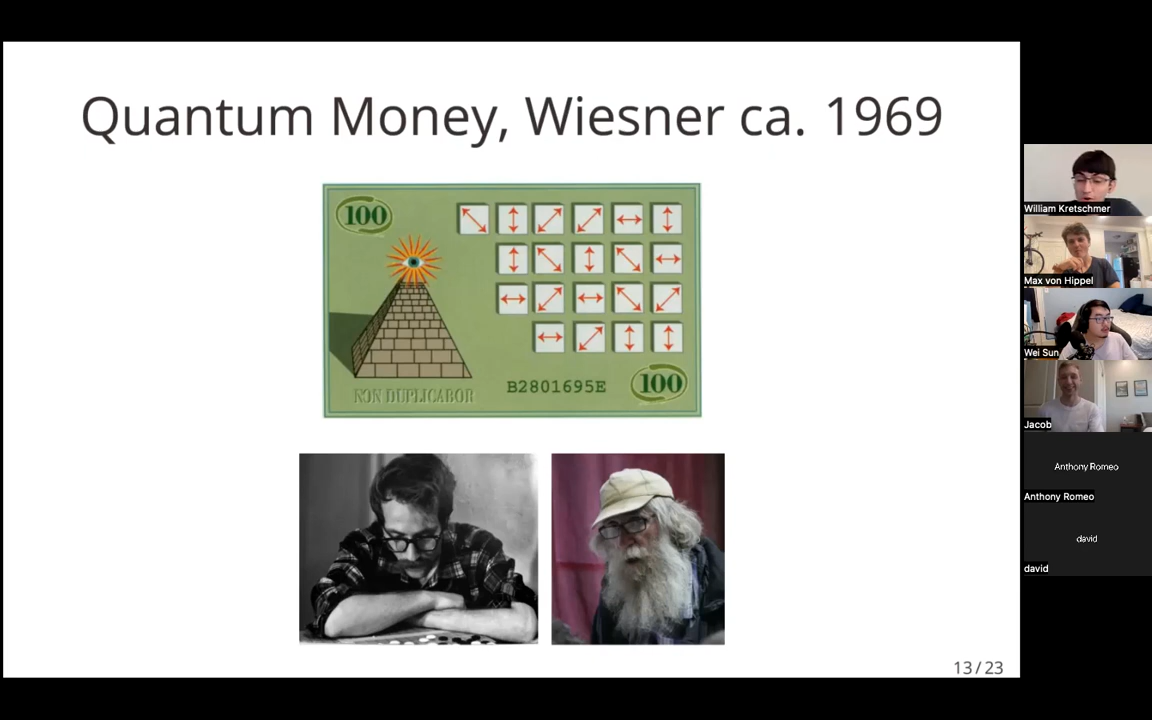 Quantum Money, Wiesner ca. 1969
100
NON DUPLICABOR
B2801695E
100
13/23
William Kretschmer
Max von Hippel
Wei Sun
Jacob
Anthony Romeo
Anthony Romeo
david
david